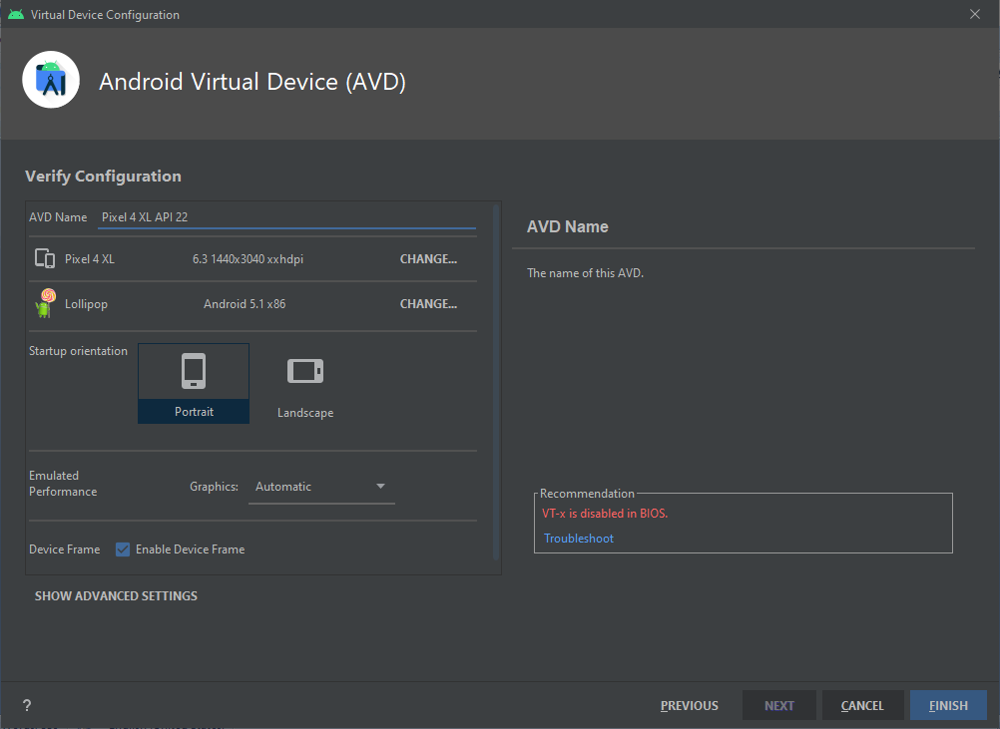 Virtual Device Configuration
Android Virtual Device (AVD)
Verify Configuration
AVD Name Pixel 4 XL API 22
Pixel 4 XL 6.3 1440x3040 xxhdpi CHANGE...
Lollipop Android 5.1 x86 CHANGE...
Startup orientation
Portrait
Landscape
Emulated
Performance
Graphics: Automatic
Device Frame Enable Device Frame
SHOW ADVANCED SETTINGS
AVD Name
The name of this AVD.
Recommendation
VT-x is disabled in BIOS.
Troubleshoot
? PREVIOUS NEXT CANCEL FINISH